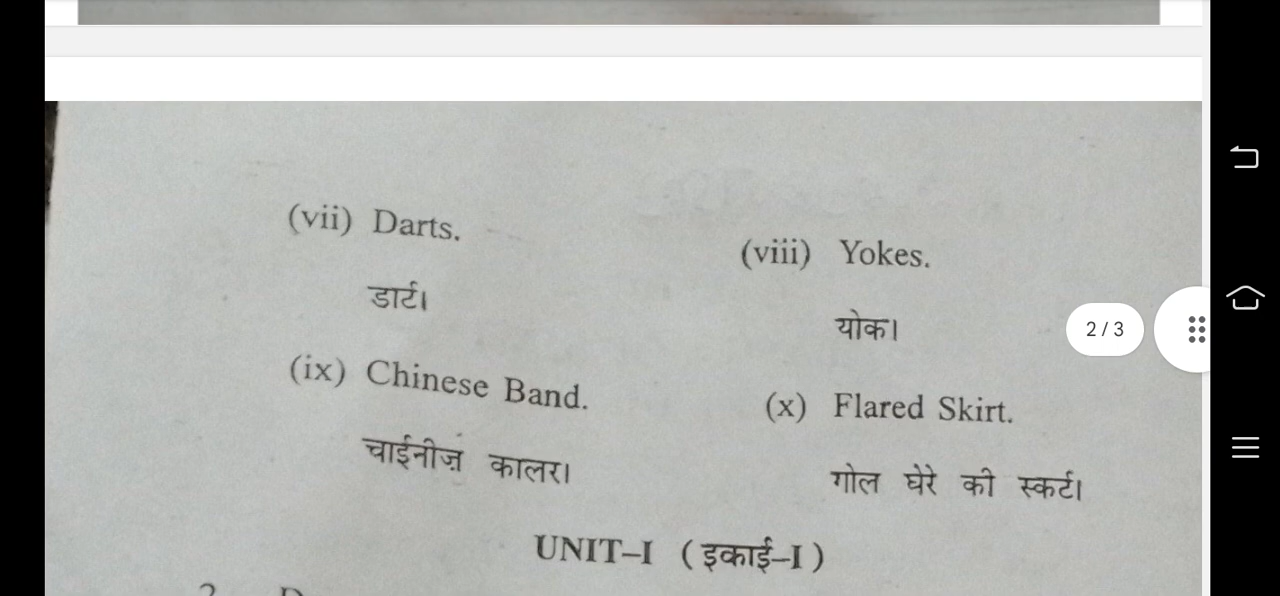 (vii) Darts.
(viii) Yokes.
डार्ट।
योक।
(ix) Chinese Band.
(x) Flared Skirt.
चाईनीज़ कालर।
गोल घेरे की स्कर्ट।
UNIT–I (इकाई–I)
2/3